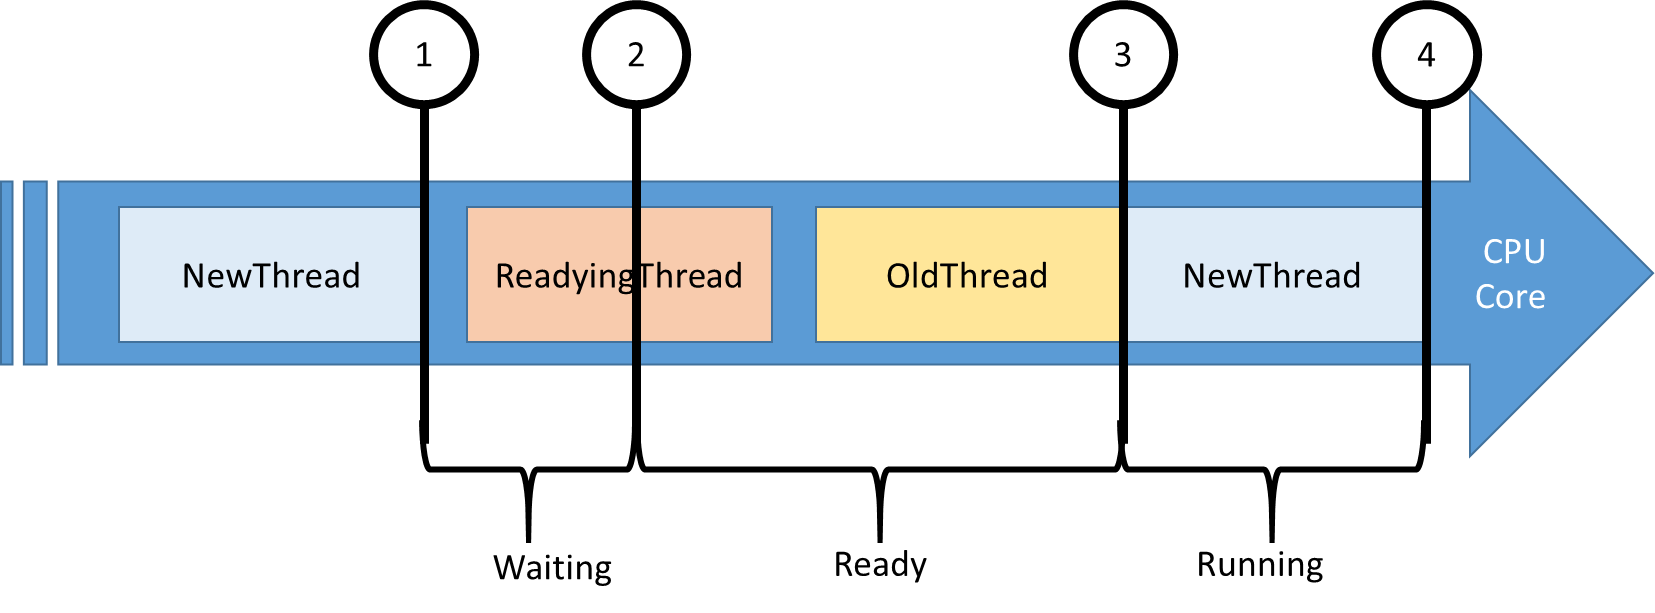 1
2
3
4
NewThread
ReadyingThread
OldThread
NewThread
CPU
Core
Waiting
Ready
Running